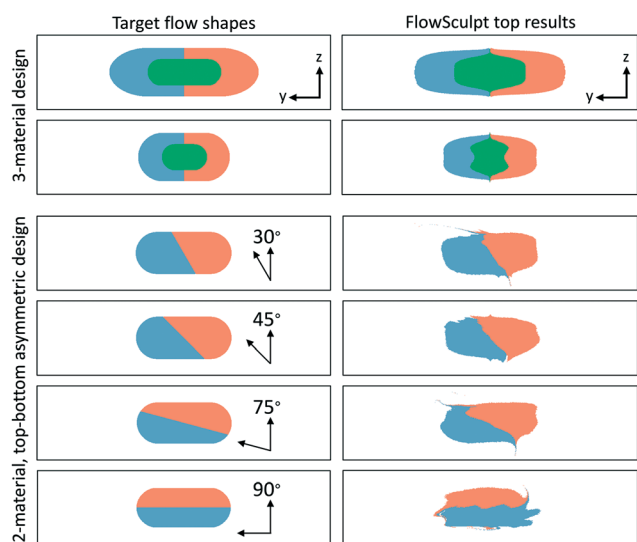 Target flow shapes
FlowSculpt top results
3-material design
z
y
z
y
2-material, top-bottom asymmetric design
30°
45°
75°
90°